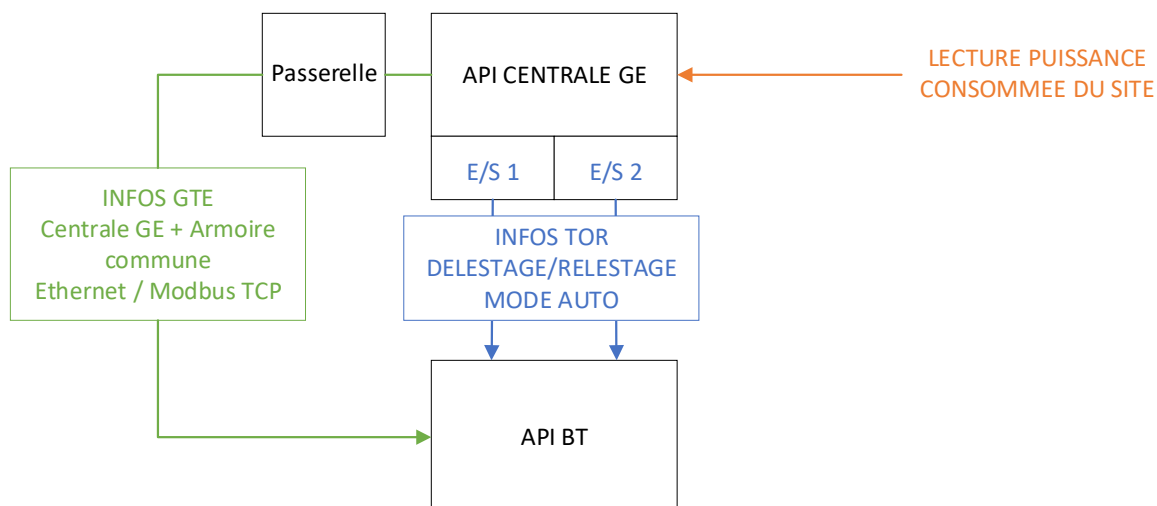 Passerelle
API CENTRALE GE
LECTURE PUISSANCE
CONSOMMEE DU SITE
E/S 1
E/S 2
INFOS GTE
Centrale GE + Armoire
commune
Ethernet / Modbus TCP
INFOS TOR
DELESTAGE/RELESTAGE
MODE AUTO
API BT